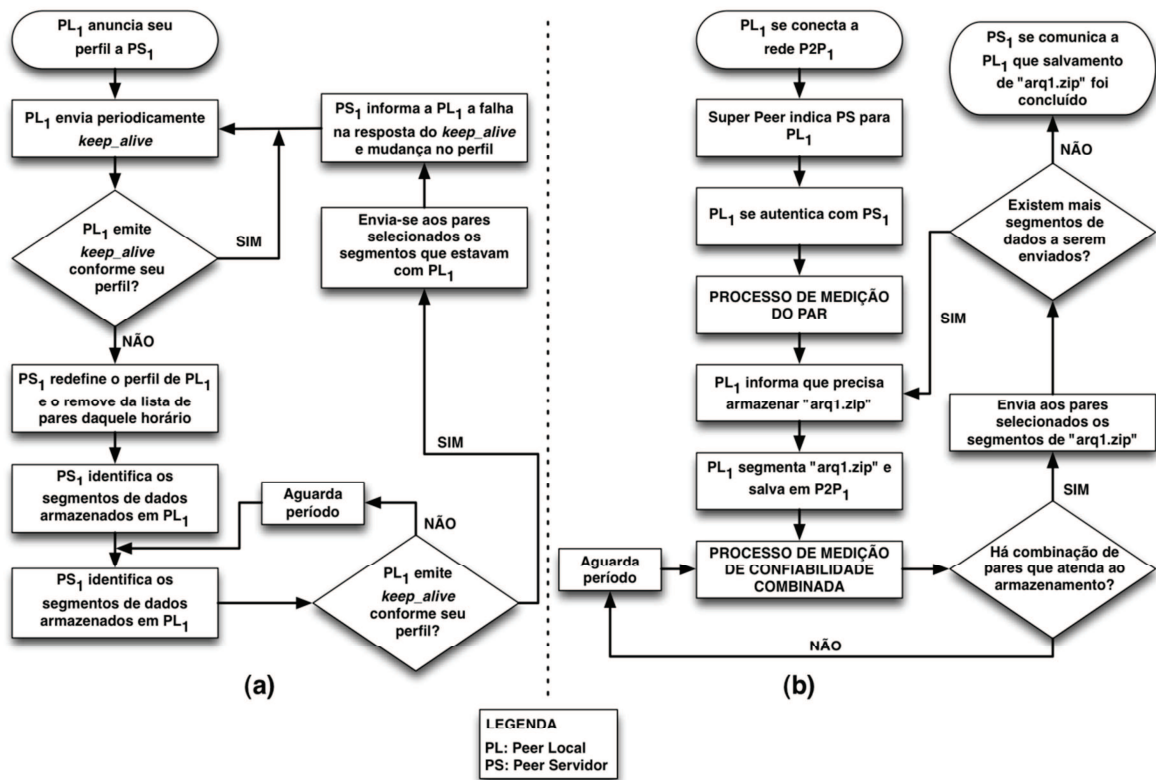 PL1 anuncia seu
perfil a PS1
PL1 envia periodicamente
keep_alive
PL1 emite
keep_alive
conforme seu
perfil?
SIM
NÃO
PS1 redefine o perfil de PL1
e o remove da lista de
pares daquele horário
PS1 identifica os
segmentos de dados
armazenados em PL1
PS1 identifica os
segmentos de dados
armazenados em PL1
Aguarda
período
NÃO
PL1 emite
keep_alive
conforme seu
perfil?
SIM
Envia-se aos pares
selecionados os
segmentos que estavam
com PL1
PS1 informa a PL1 a falha
na resposta do keep_alive
e mudança no perfil
(a)
PL1 se conecta a
rede P2P1
Super Peer indica PS para
PL1
PL1 se autentica com PS1
PROCESSO DE MEDIÇÃO
DO PAR
PL1 informa que precisa
armazenar "arq1.zip"
PL1 segmenta "arq1.zip" e
salva em P2P1
Aguarda
período
PROCESSO DE MEDIÇÃO
DE CONFIABILIDADE
COMBINADA
Há combinação de
pares que atenda ao
armazenamento?
NÃO
SIM
Envia aos pares
selecionados os
segmentos de "arq1.zip"
Existem mais
segmentos de
dados a serem
enviados?
SIM
NÃO
PS1 se comunica a
PL1 que salvamento
de "arq1.zip" foi
concluído
(b)
LEGENDA
PL: Peer Local
PS: Peer Servidor